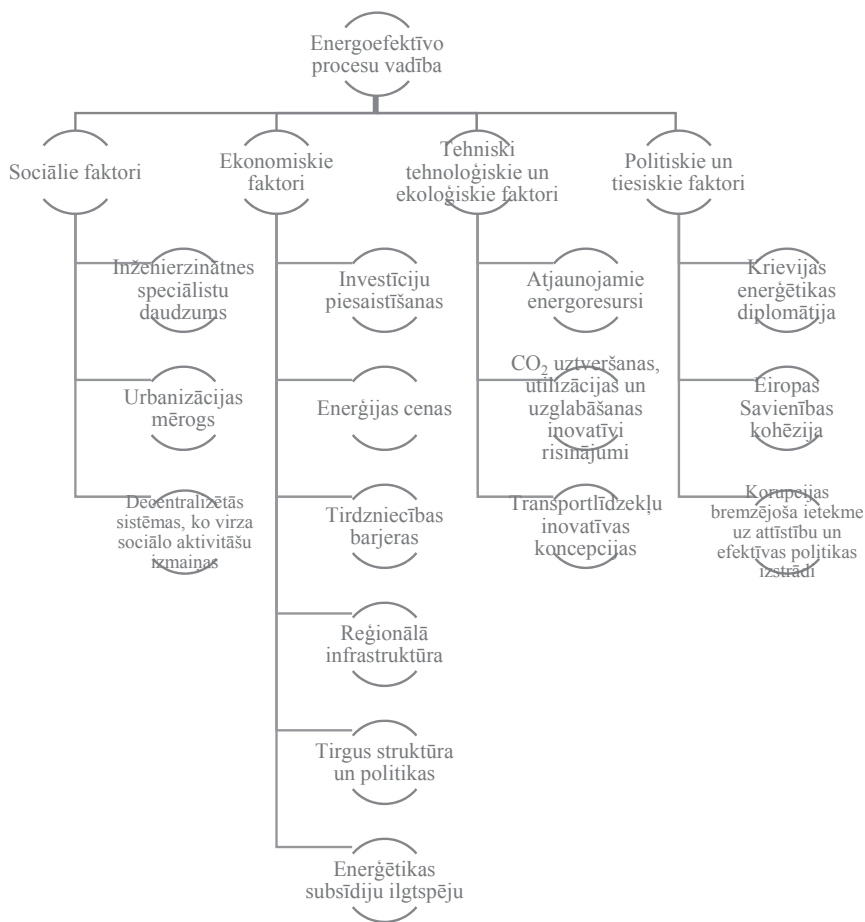 Energoefektīvo
procesu vadība
Sociālie faktori
Ekonomiskie
faktori
Tehniski
tehnoloģiskie un
ekoloģiskie faktori
Politiskie un
tiesiskie faktori
Inženierzinātnes
speciālistu
daudzums
Urbanizācijas
mērogs
Decentralizētās
sistēmas, ko virza
sociālo aktivitāšu
izmaiņas
Investīciju
piesaistīšanas
Enerģijas cenas
Tirdzniecības
barjeras
Reģionālā
infrastruktūra
Tirgus struktūra
un politikas
Enerģētikas
subsīdiju ilgtspēju
Atjaunojamie
energoresursi
CO₂ uztveršanas,
utilizācijas un
uzglabāšanas
inovatīvi
risinājumi
Transportlīdzekļu
inovatīvas
koncepcijas
Krievijas
enerģētikas
diplomātija
Eiropas
Savienības
kohēzija
Korupcijas
bremzējoša ietekme
uz attīstību un
efektīvas politikas
izstrādi